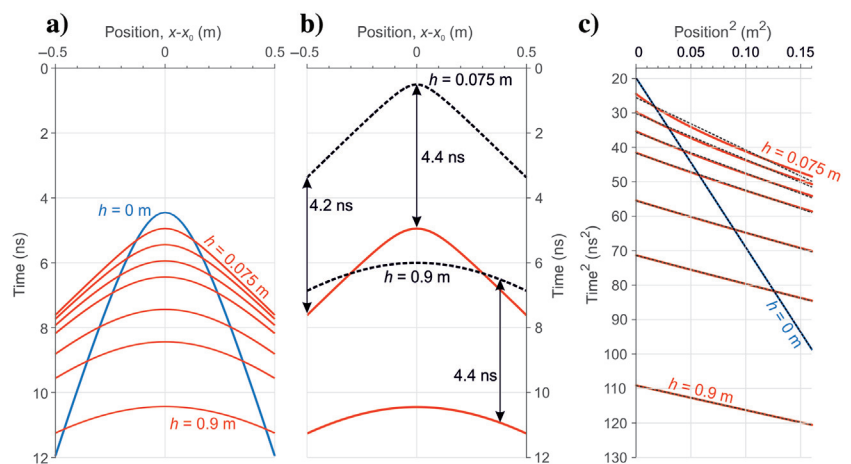 a)
Position, x-x₀ (m)
−0.5 0 0.5
0
2
4
6
8
10
12
Time (ns)
h = 0 m
h = 0.075 m
h = 0.9 m
b)
Position, x-x₀ (m)
−0.5 0 0.5
0
2
4
6
8
10
12
Time (ns)
h = 0.075 m
4.4 ns
4.2 ns
h = 0.9 m
4.4 ns
c)
Position² (m²)
0 0.05 0.10 0.15
20
30
40
50
60
70
80
90
100
110
120
130
Time² (ns²)
h = 0.075 m
h = 0 m
h = 0.9 m